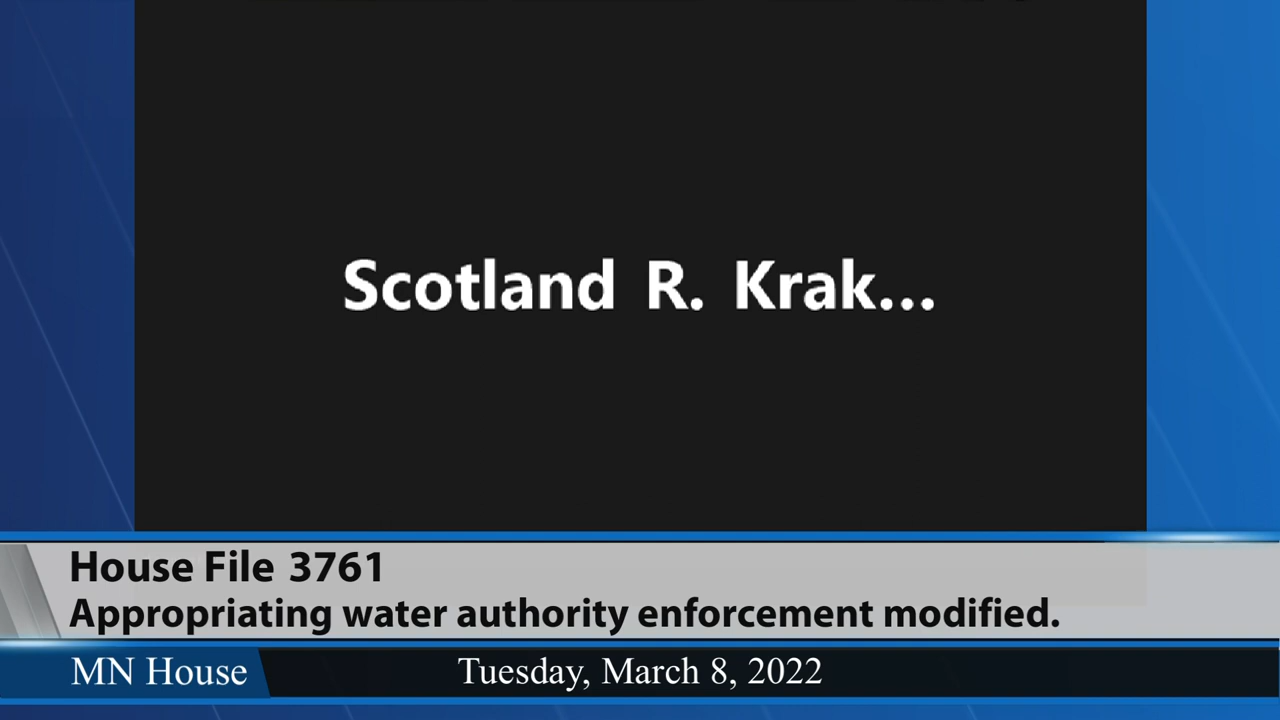 Scotland R. Krak...
House File 3761
Appropriating water authority enforcement modified.
MN House
Tuesday, March 8, 2022